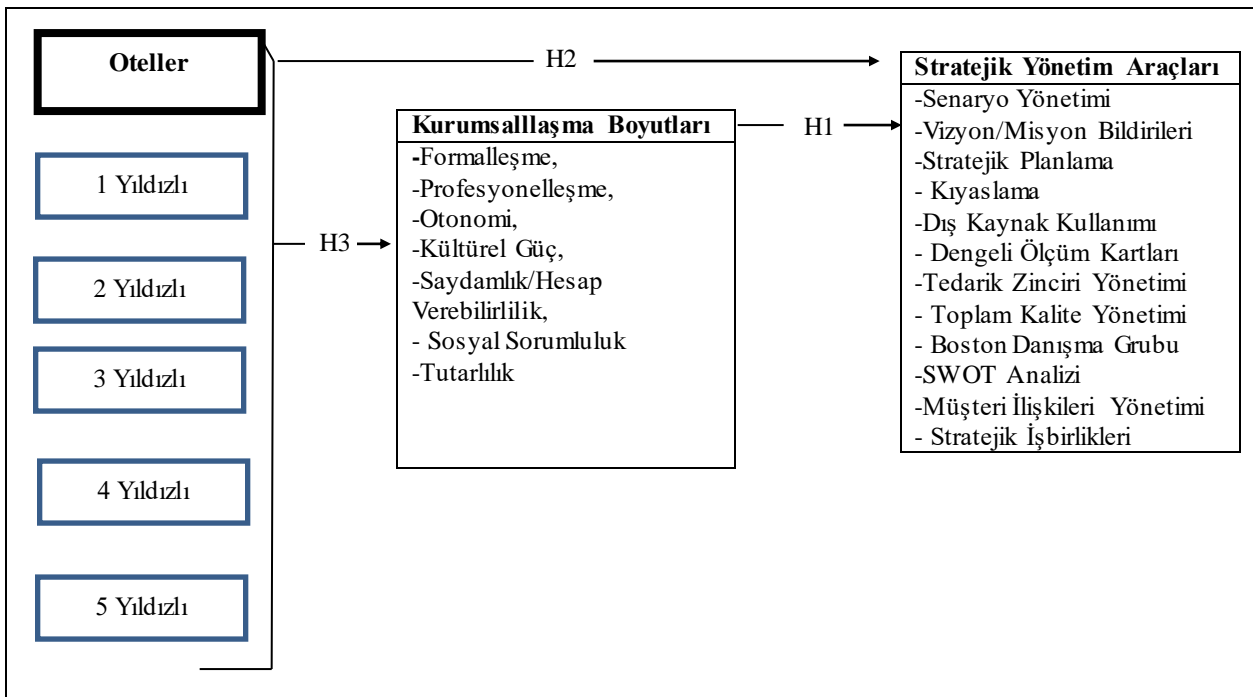 Oteller
1 Yıldızlı
2 Yıldızlı
3 Yıldızlı
4 Yıldızlı
5 Yıldızlı
H2
H3
Kurumsalllaşma Boyutları
-Formalleşme,
-Profesyonelleşme,
-Otonomi,
-Kültürel Güç,
-Saydamlık/Hesap
Verebilirlilik,
- Sosyal Sorumluluk
-Tutarlılık
H1
Stratejik Yönetim Araçları
-Senaryo Yönetimi
-Vizyon/Misyon Bildirileri
-Stratejik Planlama
- Kıyaslama
-Dış Kaynak Kullanımı
- Dengeli Ölçüm Kartları
-Tedarik Zinciri Yönetimi
- Toplam Kalite Yönetimi
- Boston Danışma Grubu
-SWOT Analizi
-Müşteri İlişkileri Yönetimi
- Stratejik İşbirlikleri